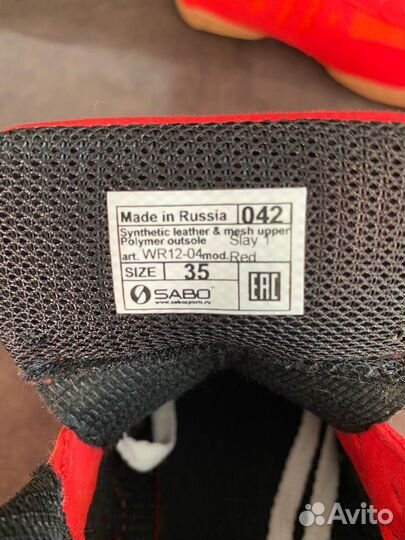 Made in Russia 042
Synthetic leather & mesh upper
Polymer outsole Slay 1
art. WR12-04 mod. Red
SIZE 35
SABO
www.sabosports.ru
EAC
Avito